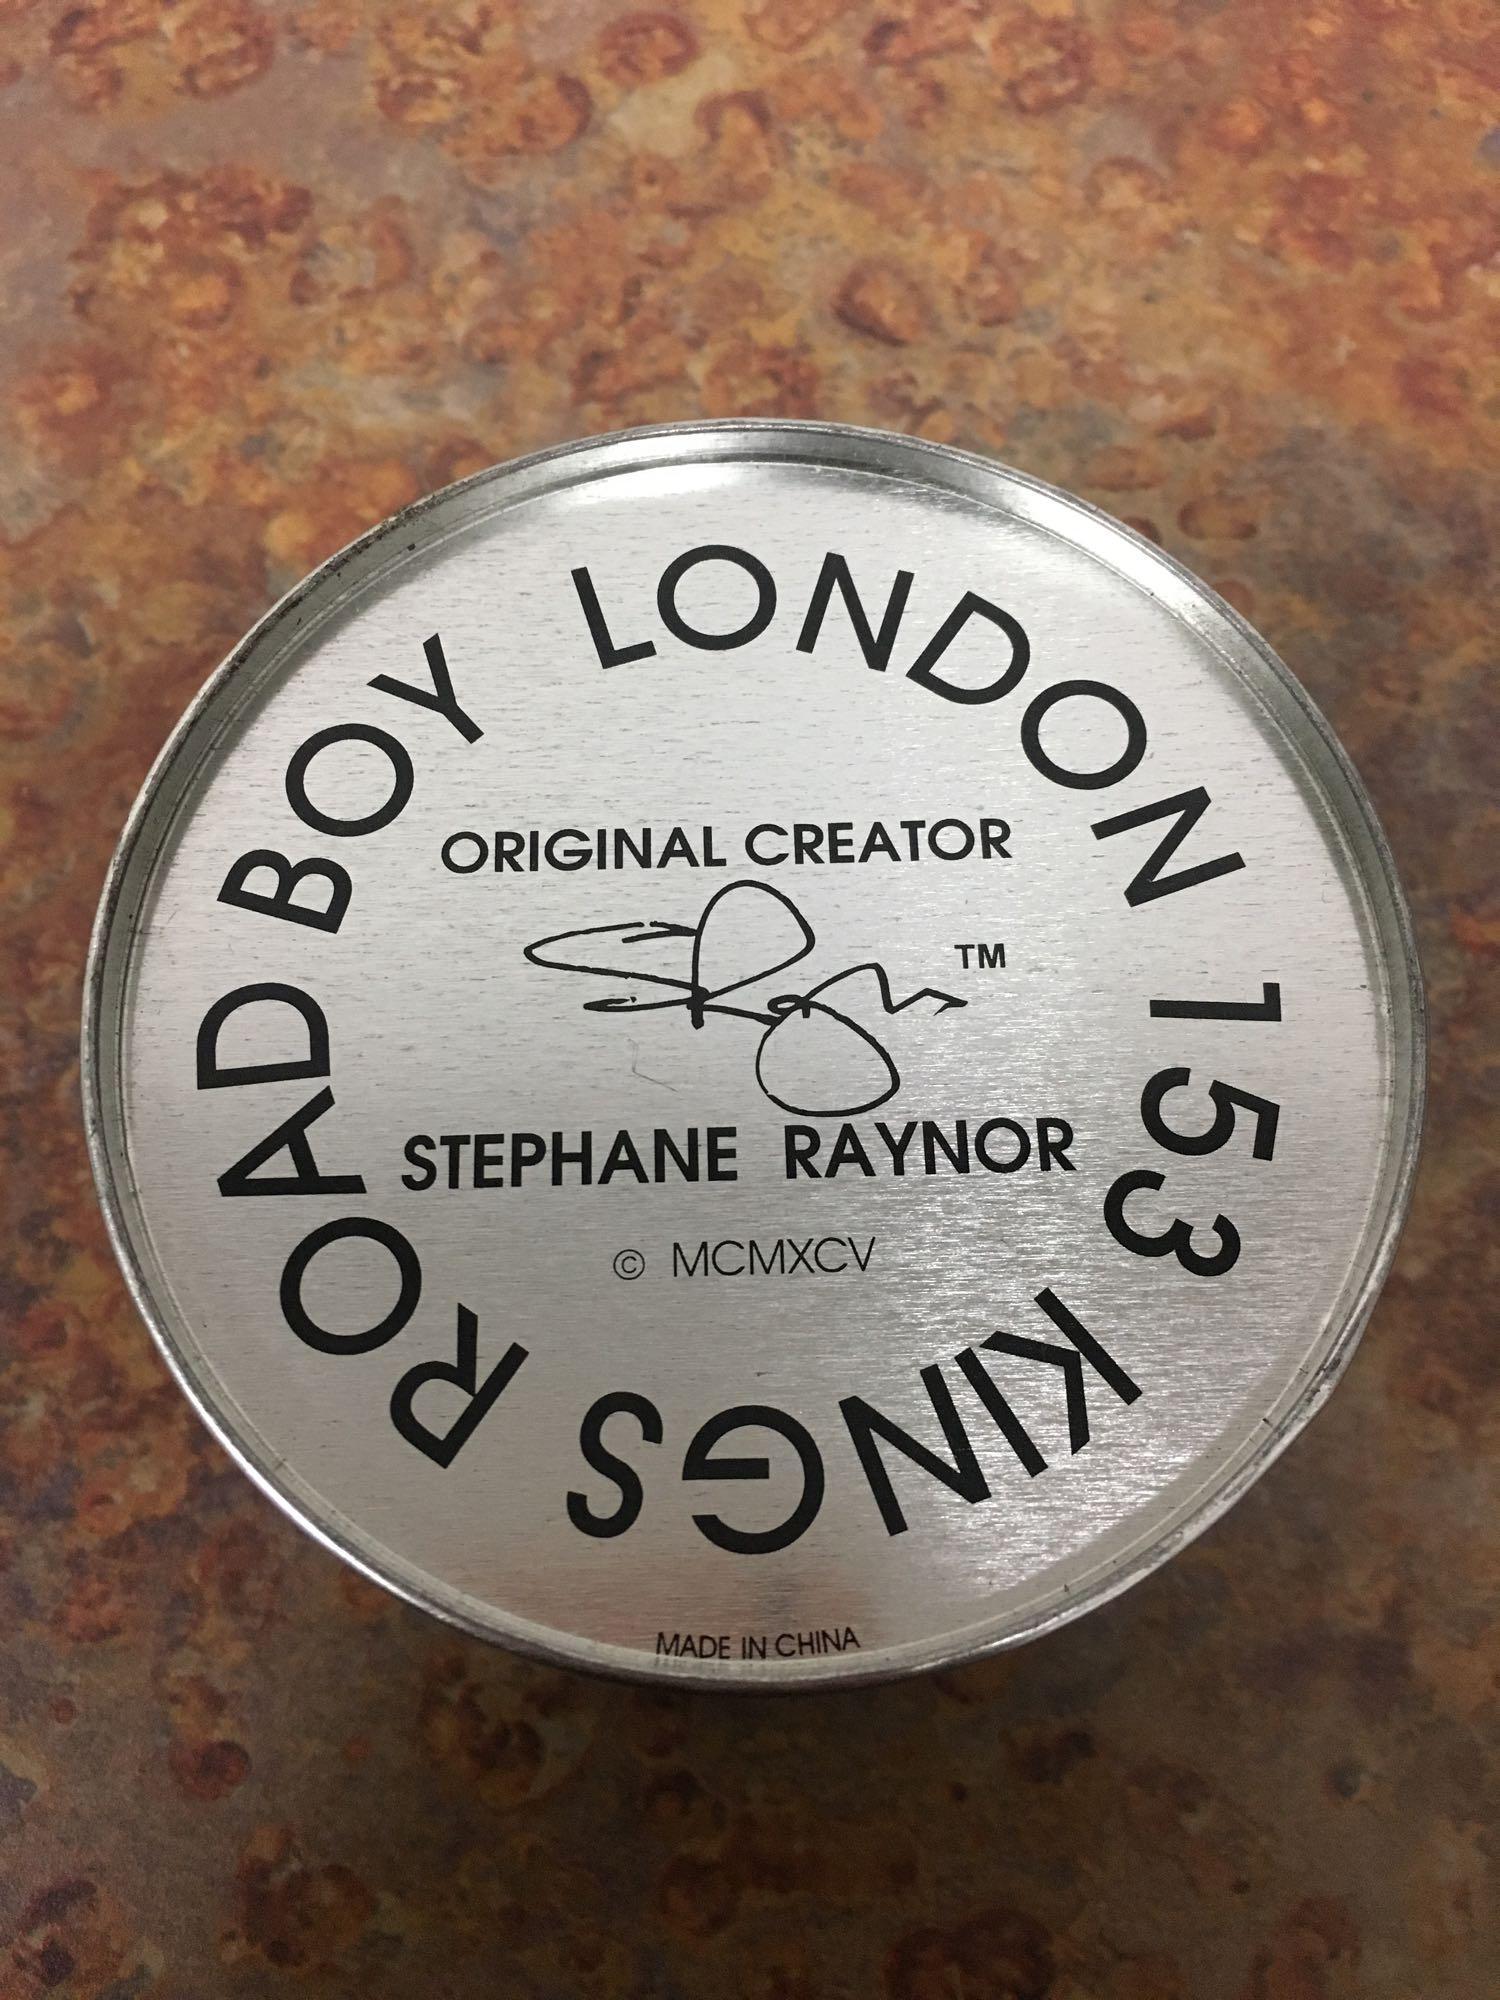 BOY LONDON 153 KINGS ROAD
ORIGINAL CREATOR
TM
STEPHANE RAYNOR
© MCMXCV
MADE IN CHINA